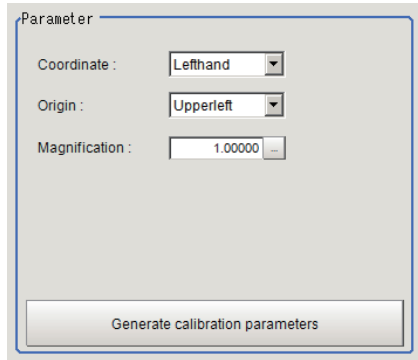 Parameter
Coordinate : Lefthand
Origin : Upperleft
Magnification : 1.00000 ...
Generate calibration parameters